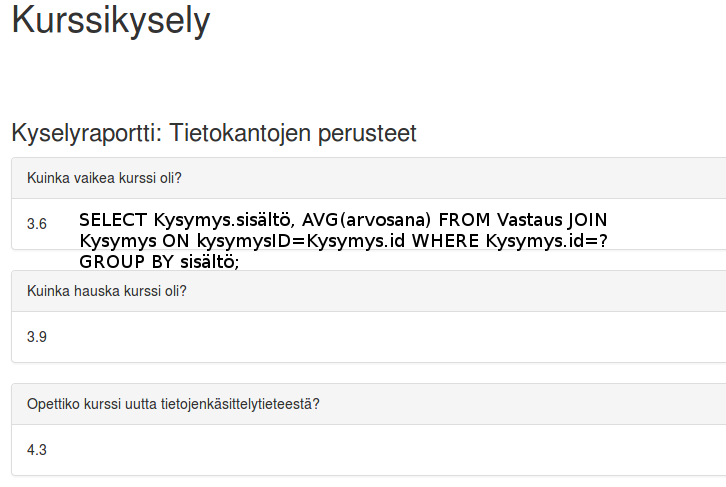 Kurssikysely
Kyselyraportti: Tietokantojen perusteet
Kuinka vaikea kurssi oli?
3.6
SELECT Kysymys.sisältö, AVG(arvosana) FROM Vastaus JOIN
Kysymys ON kysymysID=Kysymys.id WHERE Kysymys.id=?
GROUP BY sisältö;
Kuinka hauska kurssi oli?
3.9
Opettiko kurssi uutta tietojenkäsittelytieteestä?
4.3